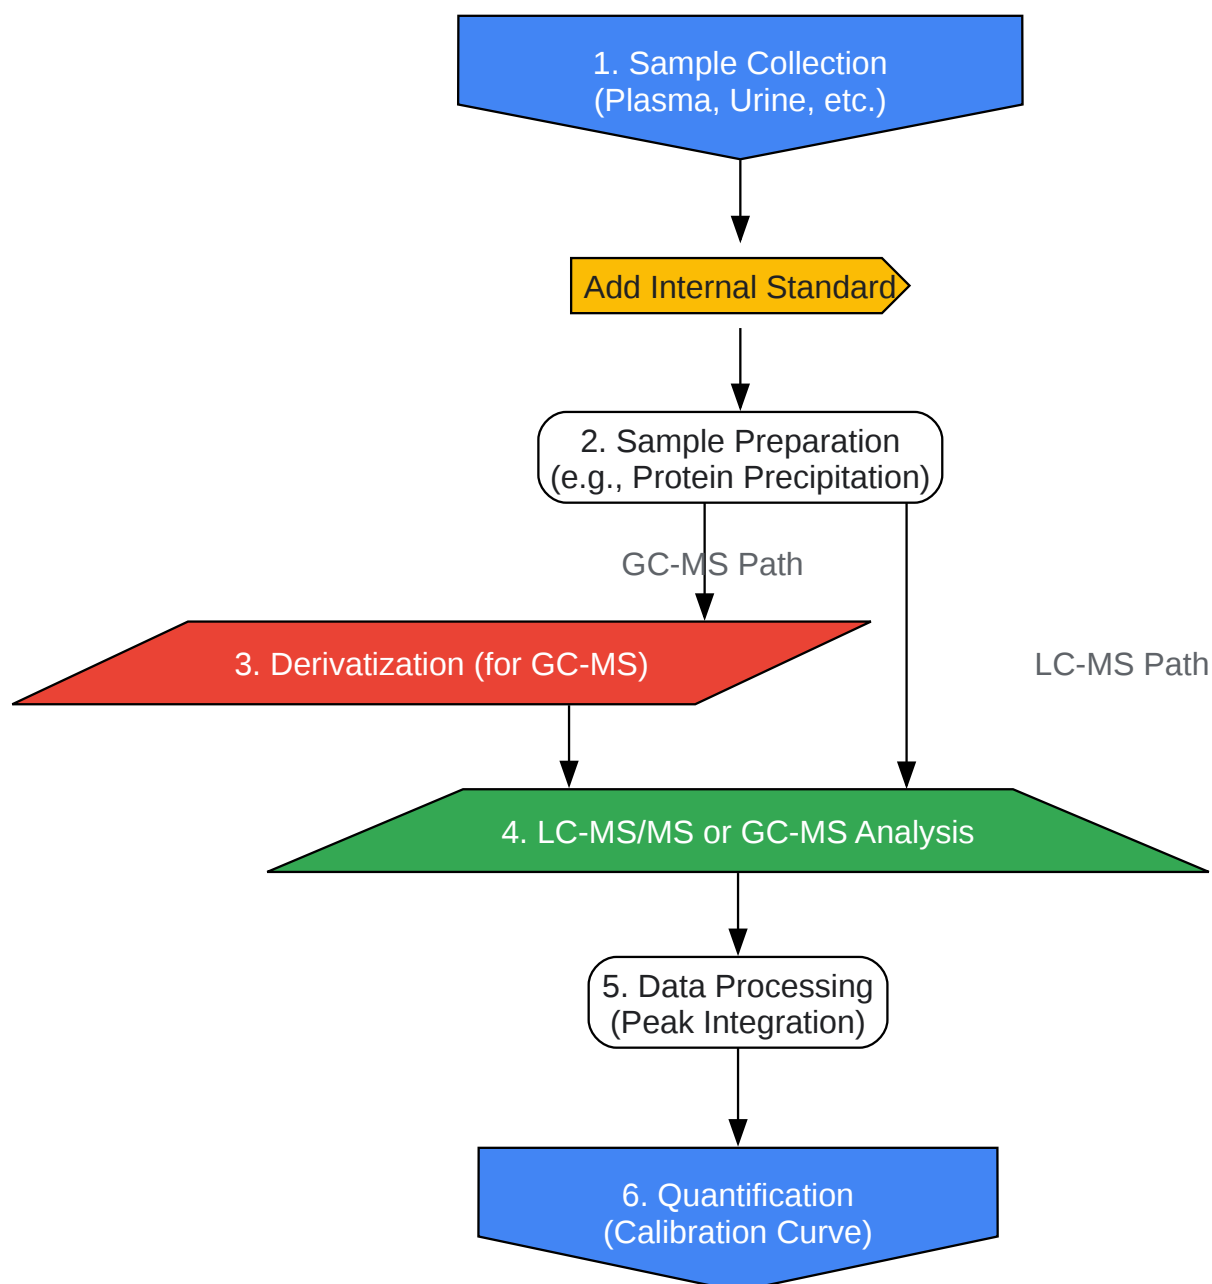 1. Sample Collection
(Plasma, Urine, etc.)
Add Internal Standard
2. Sample Preparation
(e.g., Protein Precipitation)
GC-MS Path
3. Derivatization (for GC-MS)
LC-MS Path
4. LC-MS/MS or GC-MS Analysis
5. Data Processing
(Peak Integration)
6. Quantification
(Calibration Curve)